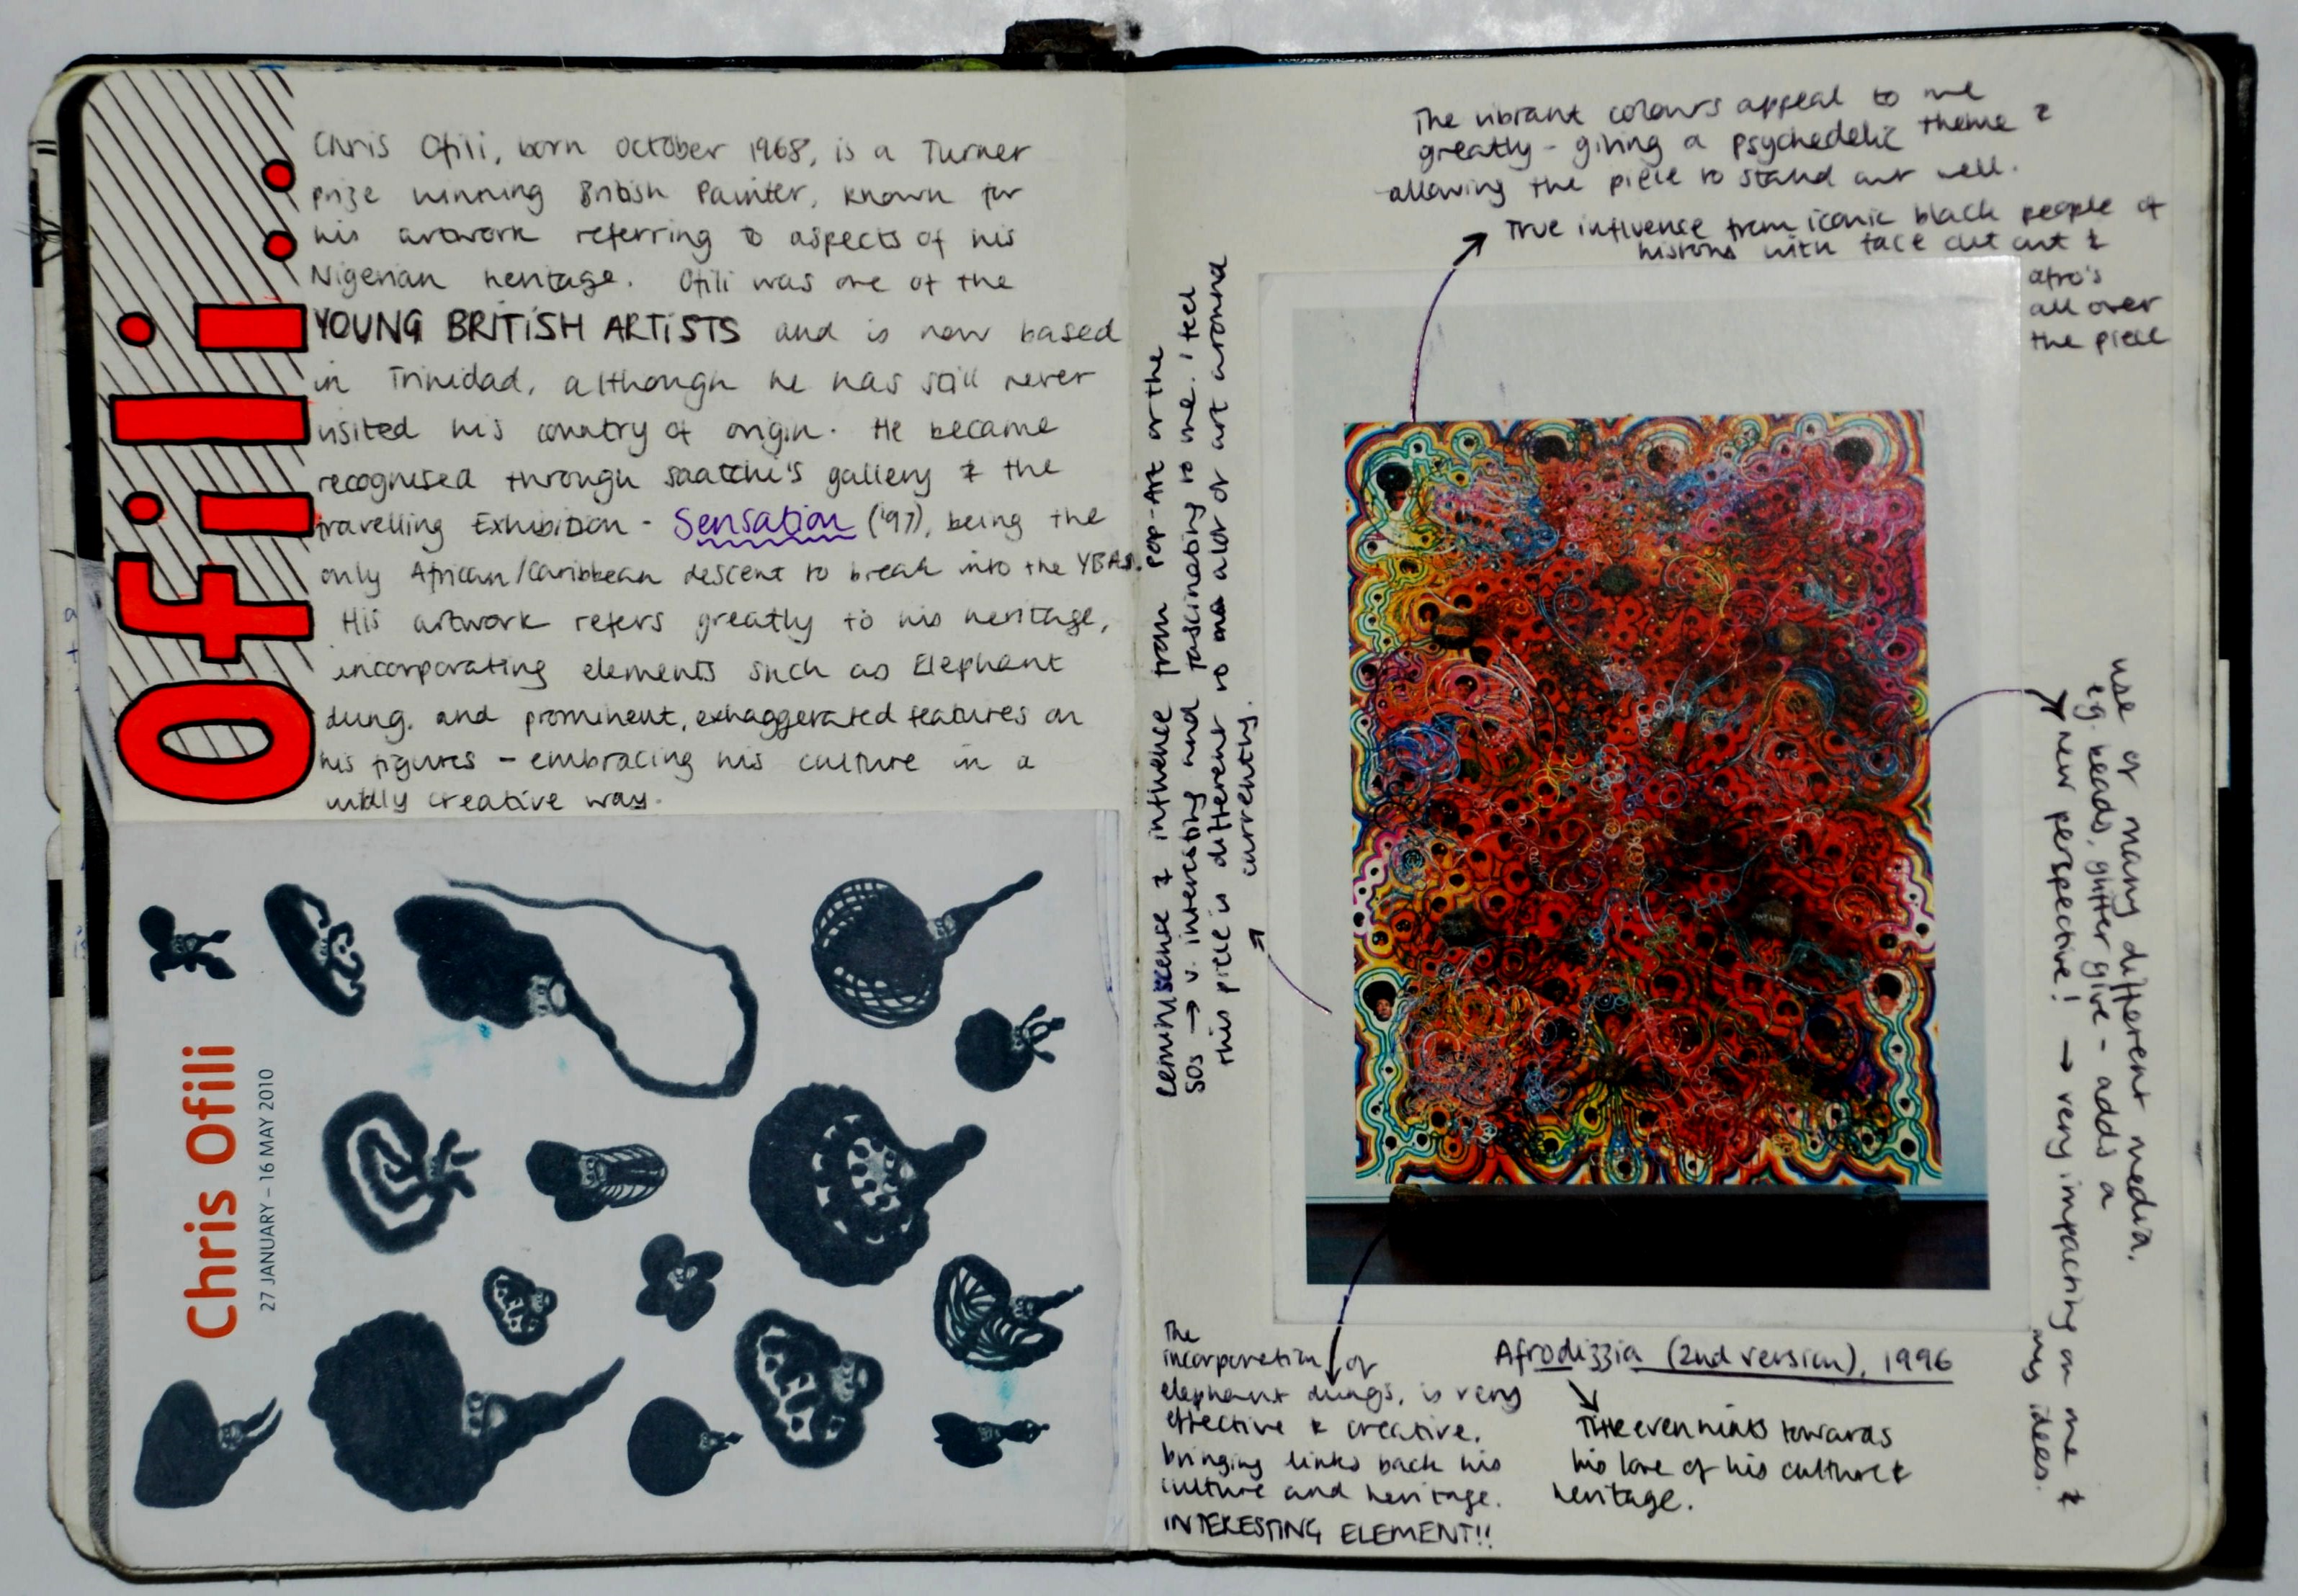 Ofili:
Chris Ofili, born October 1968, is a Turner
prize winning British Painter, known for
his artwork referring to aspects of his
Nigerian heritage. Ofili was one of the
YOUNG BRITISH ARTISTS and is now based
in Trinidad, although he has still never
visited his country of origin. He became
recognised through saatchi's gallery & the
travelling Exhibition - Sensation ('97), being the
only African/Caribbean descent to break into the YBAs.
His artwork refers greatly to his heritage,
incorporating elements such as Elephant
dung. and prominent, exhaggerated features on
his figures - embracing his culture in a
wildly creative way.
Chris Ofili
27 JANUARY – 16 MAY 2010
The vibrant colours appeal to me
greatly - giving a psychedelic theme &
allowing the piece to stand out well.
True influence from iconic black people of
with face cut out &
afro's
all over
the piece
& influence from Pop-Art or the
50s → v. interesting and fascinating to me. I feel
this piece is different to a lot of art around
currently.
use of many different media.
e.g. beads, glitter give - adds a
new perspective! → very impacting on me &
my ideas.
The
incorporation of
elephant dungs, is very
effective & creative.
bringing links back his
culture and heritage.
INTERESTING ELEMENT!!
Afrodizzia (2nd version), 1996
Title even hints towards
his love of his culture &
heritage.